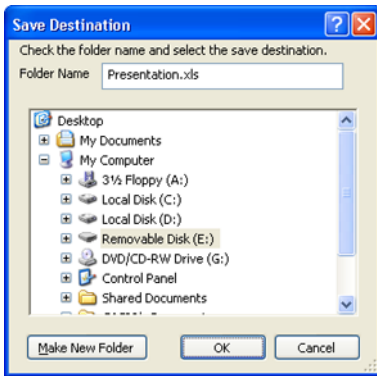 Save Destination
Check the folder name and select the save destination.
Folder Name Presentation.xls
Desktop
My Documents
My Computer
3½ Floppy (A:)
Local Disk (C:)
Local Disk (D:)
Removable Disk (E:)
DVD/CD-RW Drive (G:)
Control Panel
Shared Documents
Make New Folder OK Cancel